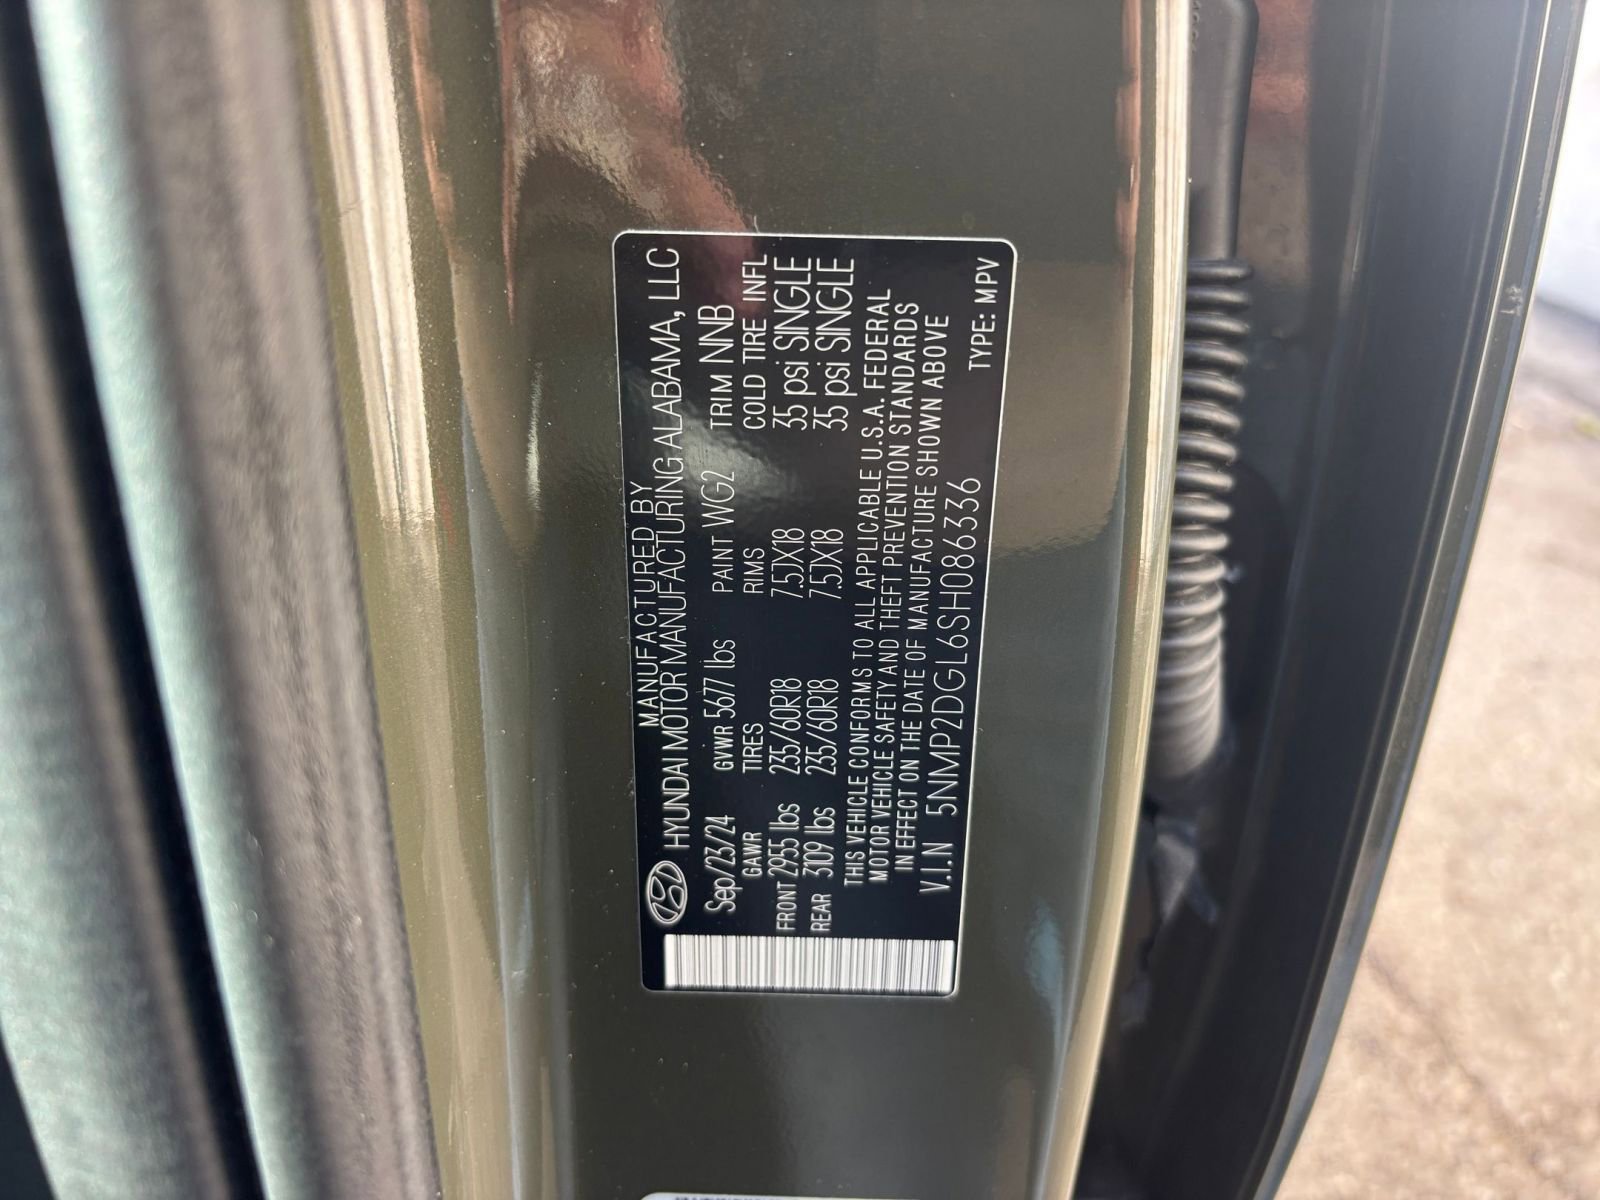 MANUFACTURED BY
HYUNDAI MOTOR MANUFACTURING ALABAMA, LLC
Sep/23/24 GVWR 5677 lbs PAINT WG2 TRIM NNB
GAWR TIRES RIMS COLD TIRE INFL
FRONT 2955 lbs 235/60R18 7.5JX18 35 psi SINGLE
REAR 3109 lbs 235/60R18 7.5JX18 35 psi SINGLE
THIS VEHICLE CONFORMS TO ALL APPLICABLE U.S.A. FEDERAL
MOTOR VEHICLE SAFETY AND THEFT PREVENTION STANDARDS
IN EFFECT ON THE DATE OF MANUFACTURE SHOWN ABOVE
V.I.N 5NMP2DGL6SH086336
TYPE: MPV